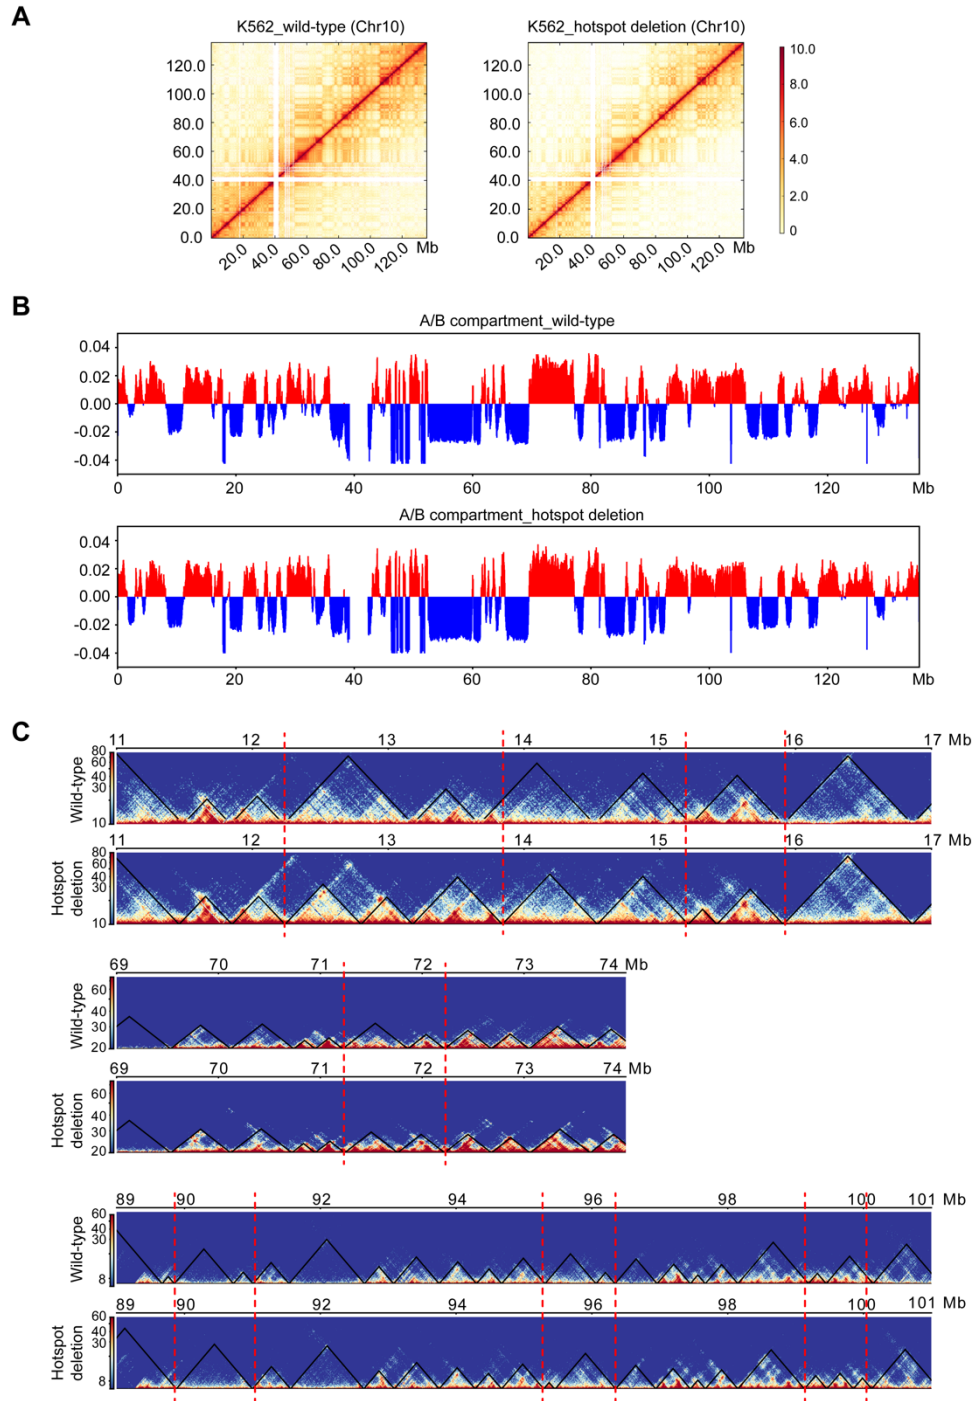 A
K562_wild-type (Chr10)
K562_hotspot deletion (Chr10)
120.0
100.0
80.0
60.0
40.0
20.0
0.0
20.0 40.0 60.0 80.0 100.0 120.0 Mb
120.0
100.0
80.0
60.0
40.0
20.0
0.0
20.0 40.0 60.0 80.0 100.0 120.0 Mb
10.0
8.0
6.0
4.0
2.0
0
B
A/B compartment_wild-type
0.04
0.02
0.00
-0.02
-0.04
0 20 40 60 80 100 120 Mb
A/B compartment_hotspot deletion
0.04
0.02
0.00
-0.02
-0.04
0 20 40 60 80 100 120 Mb
C
11 12 13 14 15 16 17 Mb
Wild-type
80
60
40
30
10
11 12 13 14 15 16 17 Mb
Hotspot
deletion
80
60
40
30
10
69 70 71 72 73 74 Mb
Wild-type
60
40
30
20
69 70 71 72 73 74 Mb
Hotspot
deletion
60
40
30
20
89 90 92 94 96 98 100 101 Mb
Wild-type
60
40
30
8
89 90 92 94 96 98 100 101 Mb
Hotspot
deletion
60
40
30
8